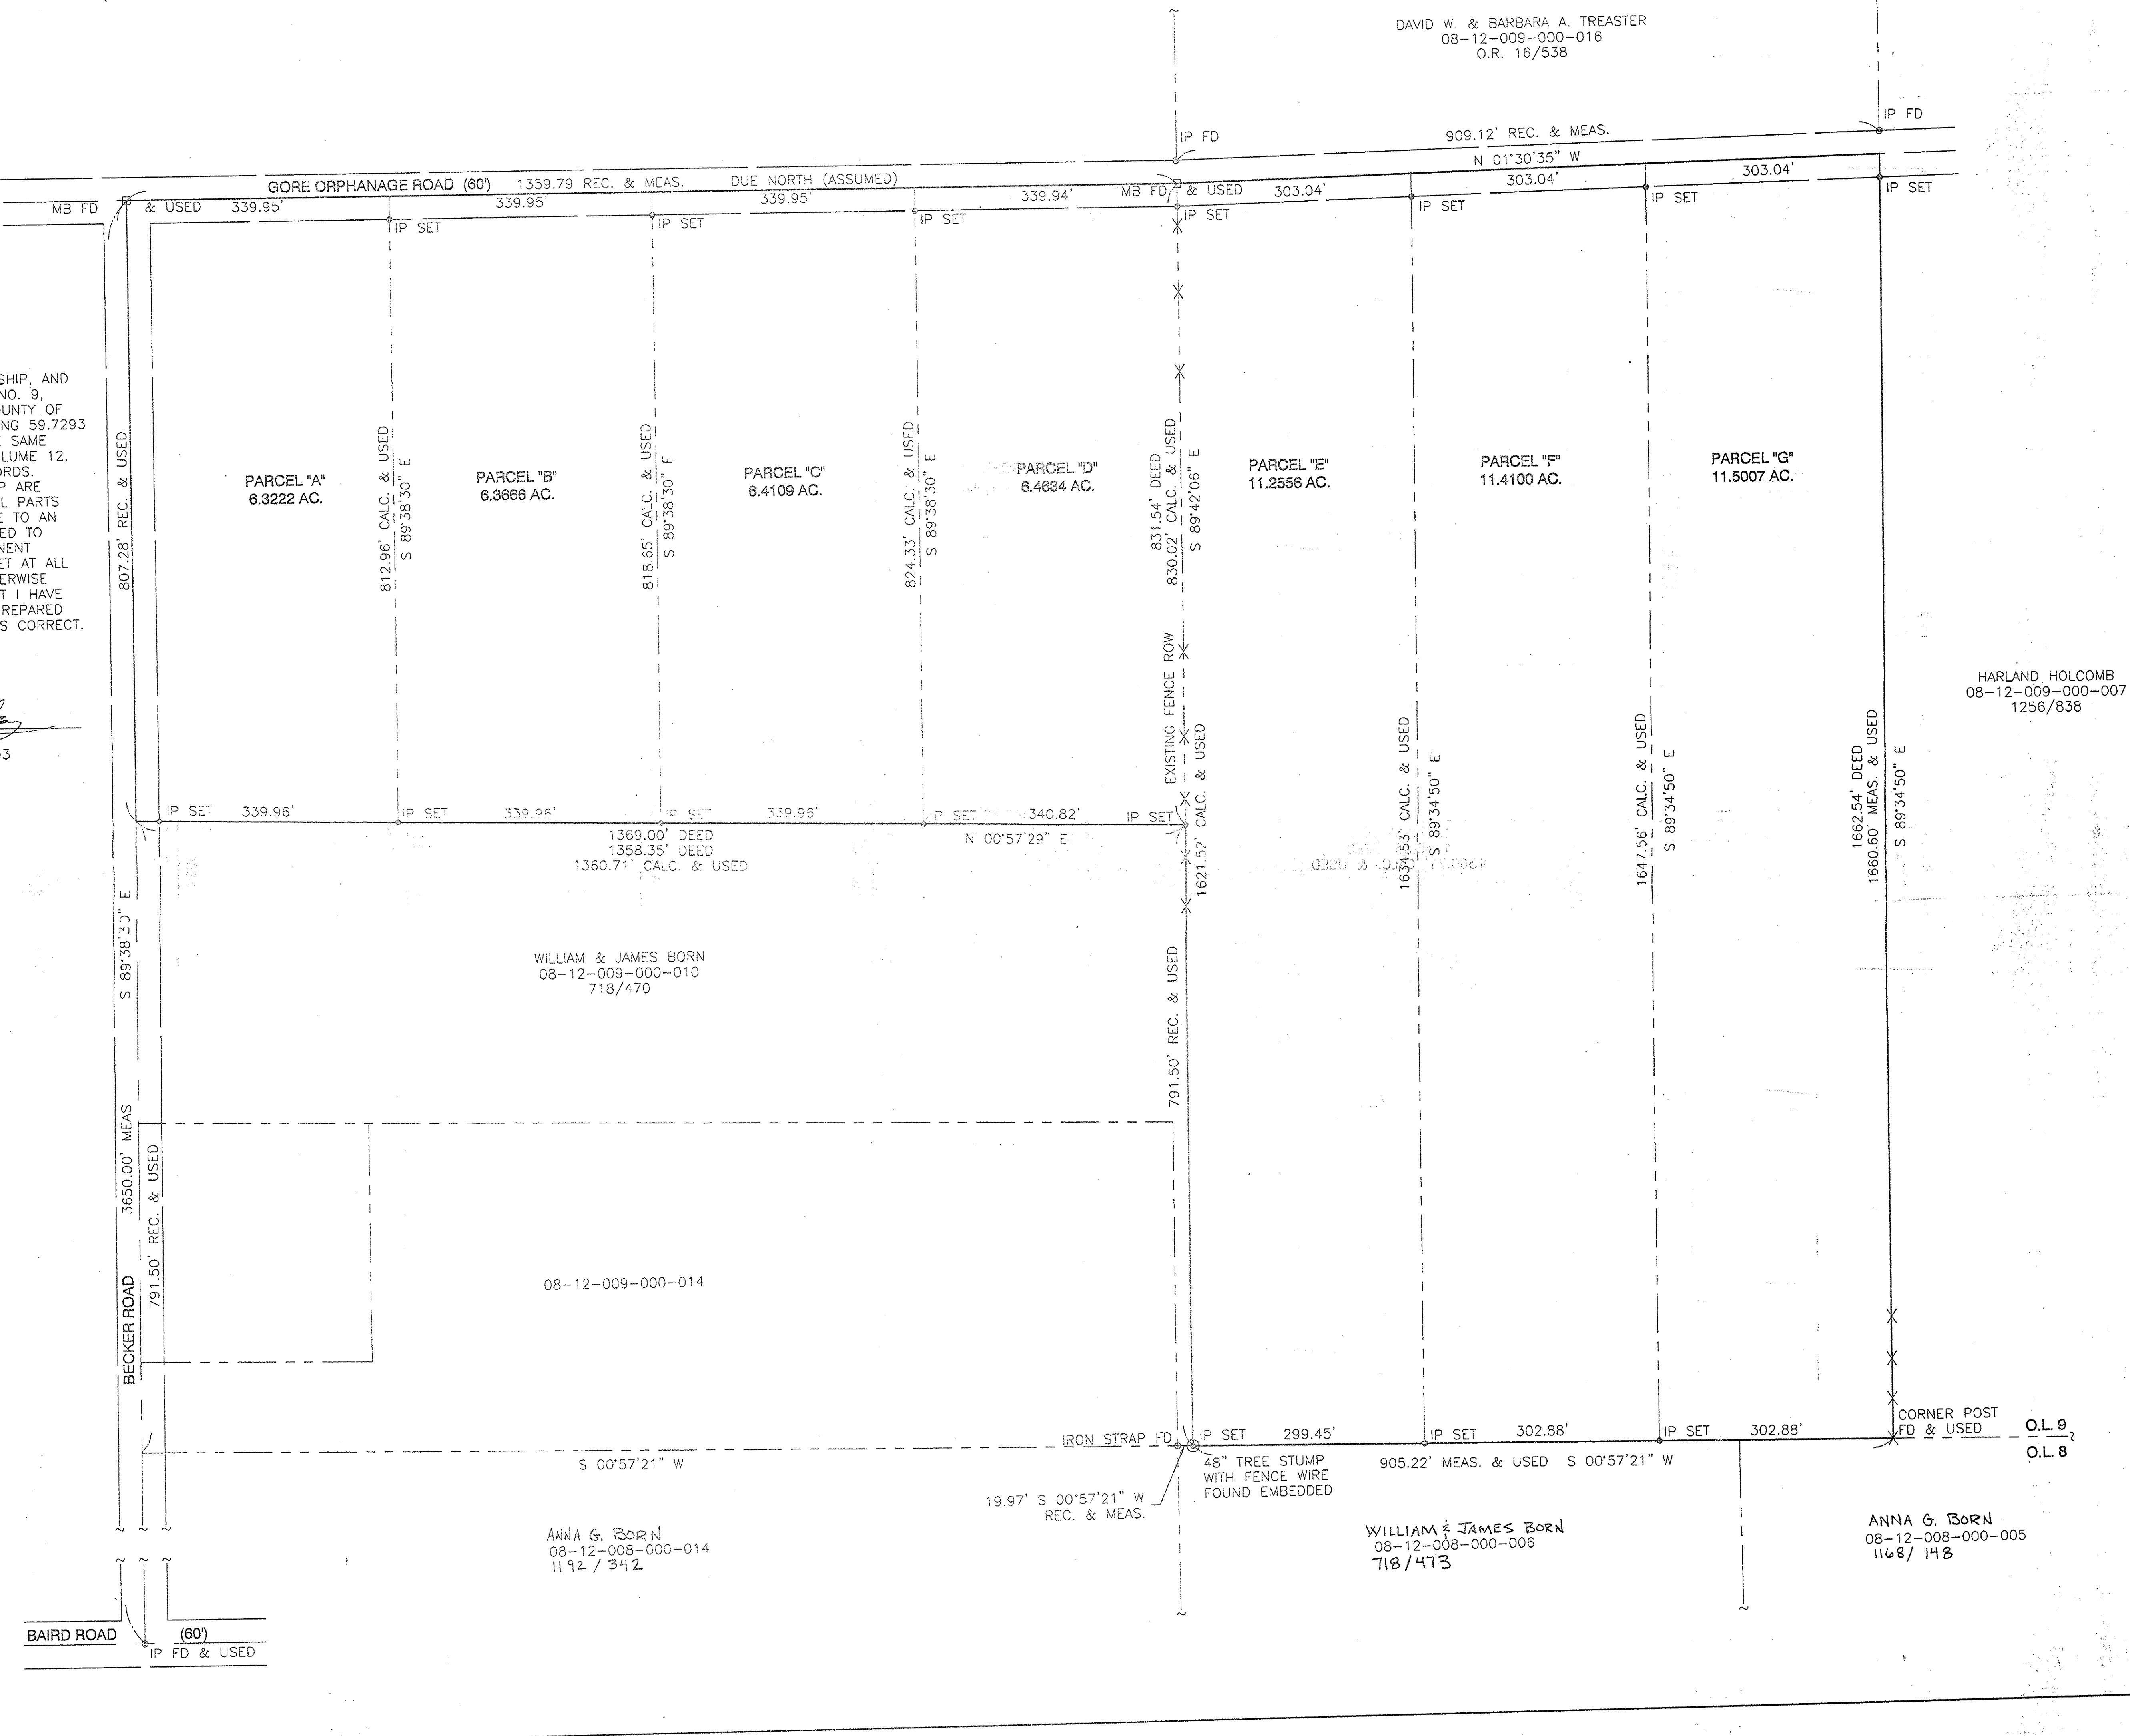 DAVID W. & BARBARA A. TREASTER
08-12-009-000-016
O.R. 16/538
IP FD
909.12' REC. & MEAS.
IP FD
N 01°30'35" W
GORE ORPHANAGE ROAD (60') 1359.79 REC. & MEAS. DUE NORTH (ASSUMED)
MB FD & USED 339.95' 339.95' 339.95' 339.94' MB FD & USED 303.04' 303.04' 303.04'
IP SET IP SET IP SET IP SET IP SET IP SET IP SET
SHIP, AND
NO. 9,
OUNTY OF
NG 59.7293
E SAME
OLUME 12,
ORDS.
P ARE
L PARTS
E TO AN
ED TO
NENT
ET AT ALL
ERWISE
T I HAVE
PREPARED
S CORRECT.
03
807.28' REC. & USED
PARCEL "A"
6.3222 AC.
812.96' CALC. & USED
S 89°38'30" E
PARCEL "B"
6.3666 AC.
818.65' CALC. & USED
S 89°38'30" E
PARCEL "C"
6.4109 AC.
824.33' CALC. & USED
S 89°38'30" E
PARCEL "D"
6.4634 AC.
831.54' DEED
830.02' CALC. & USED
S 89°42'06" E
PARCEL "E"
11.2556 AC.
PARCEL "F"
11.4100 AC.
PARCEL "G"
11.5007 AC.
EXISTING FENCE ROW
1621.52' CALC. & USED
1634.53' CALC. & USED
S 89°34'50" E
1647.56' CALC. & USED
S 89°34'50" E
1662.54' DEED
1660.60' MEAS. & USED
S 89°34'50" E
HARLAND HOLCOMB
08-12-009-000-007
1256/838
IP SET 339.96' IP SET 339.96' IP SET 339.96' IP SET 340.82' IP SET
1369.00' DEED
1358.35' DEED
1360.71' CALC. & USED
N 00°57'29" E
S 89°38'30" E
WILLIAM & JAMES BORN
08-12-009-000-010
718/470
791.50' REC. & USED
3650.00' MEAS
791.50' REC. & USED
BECKER ROAD
08-12-009-000-014
IRON STRAP FD
IP SET 299.45' IP SET 302.88' IP SET 302.88'
CORNER POST
FD & USED
O.L. 9
O.L. 8
S 00°57'21" W
48" TREE STUMP
WITH FENCE WIRE
FOUND EMBEDDED
905.22' MEAS. & USED S 00°57'21" W
19.97' S 00°57'21" W
REC. & MEAS.
ANNA G. BORN
08-12-008-000-014
1192 / 342
WILLIAM & JAMES BORN
08-12-008-000-006
718/473
ANNA G. BORN
08-12-008-000-005
1168/ 148
BAIRD ROAD (60')
IP FD & USED